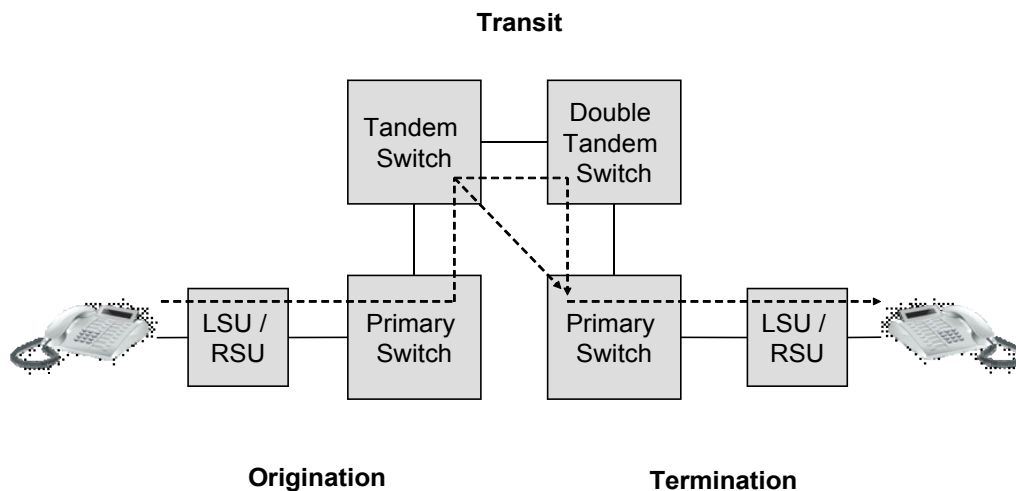 Transit
Tandem
Switch
Double
Tandem
Switch
LSU /
RSU
Primary
Switch
Primary
Switch
LSU /
RSU
Origination
Termination